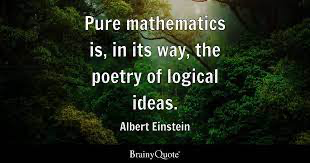 Pure mathematics
is, in its way, the
poetry of logical
ideas.
Albert Einstein
BrainyQuote®